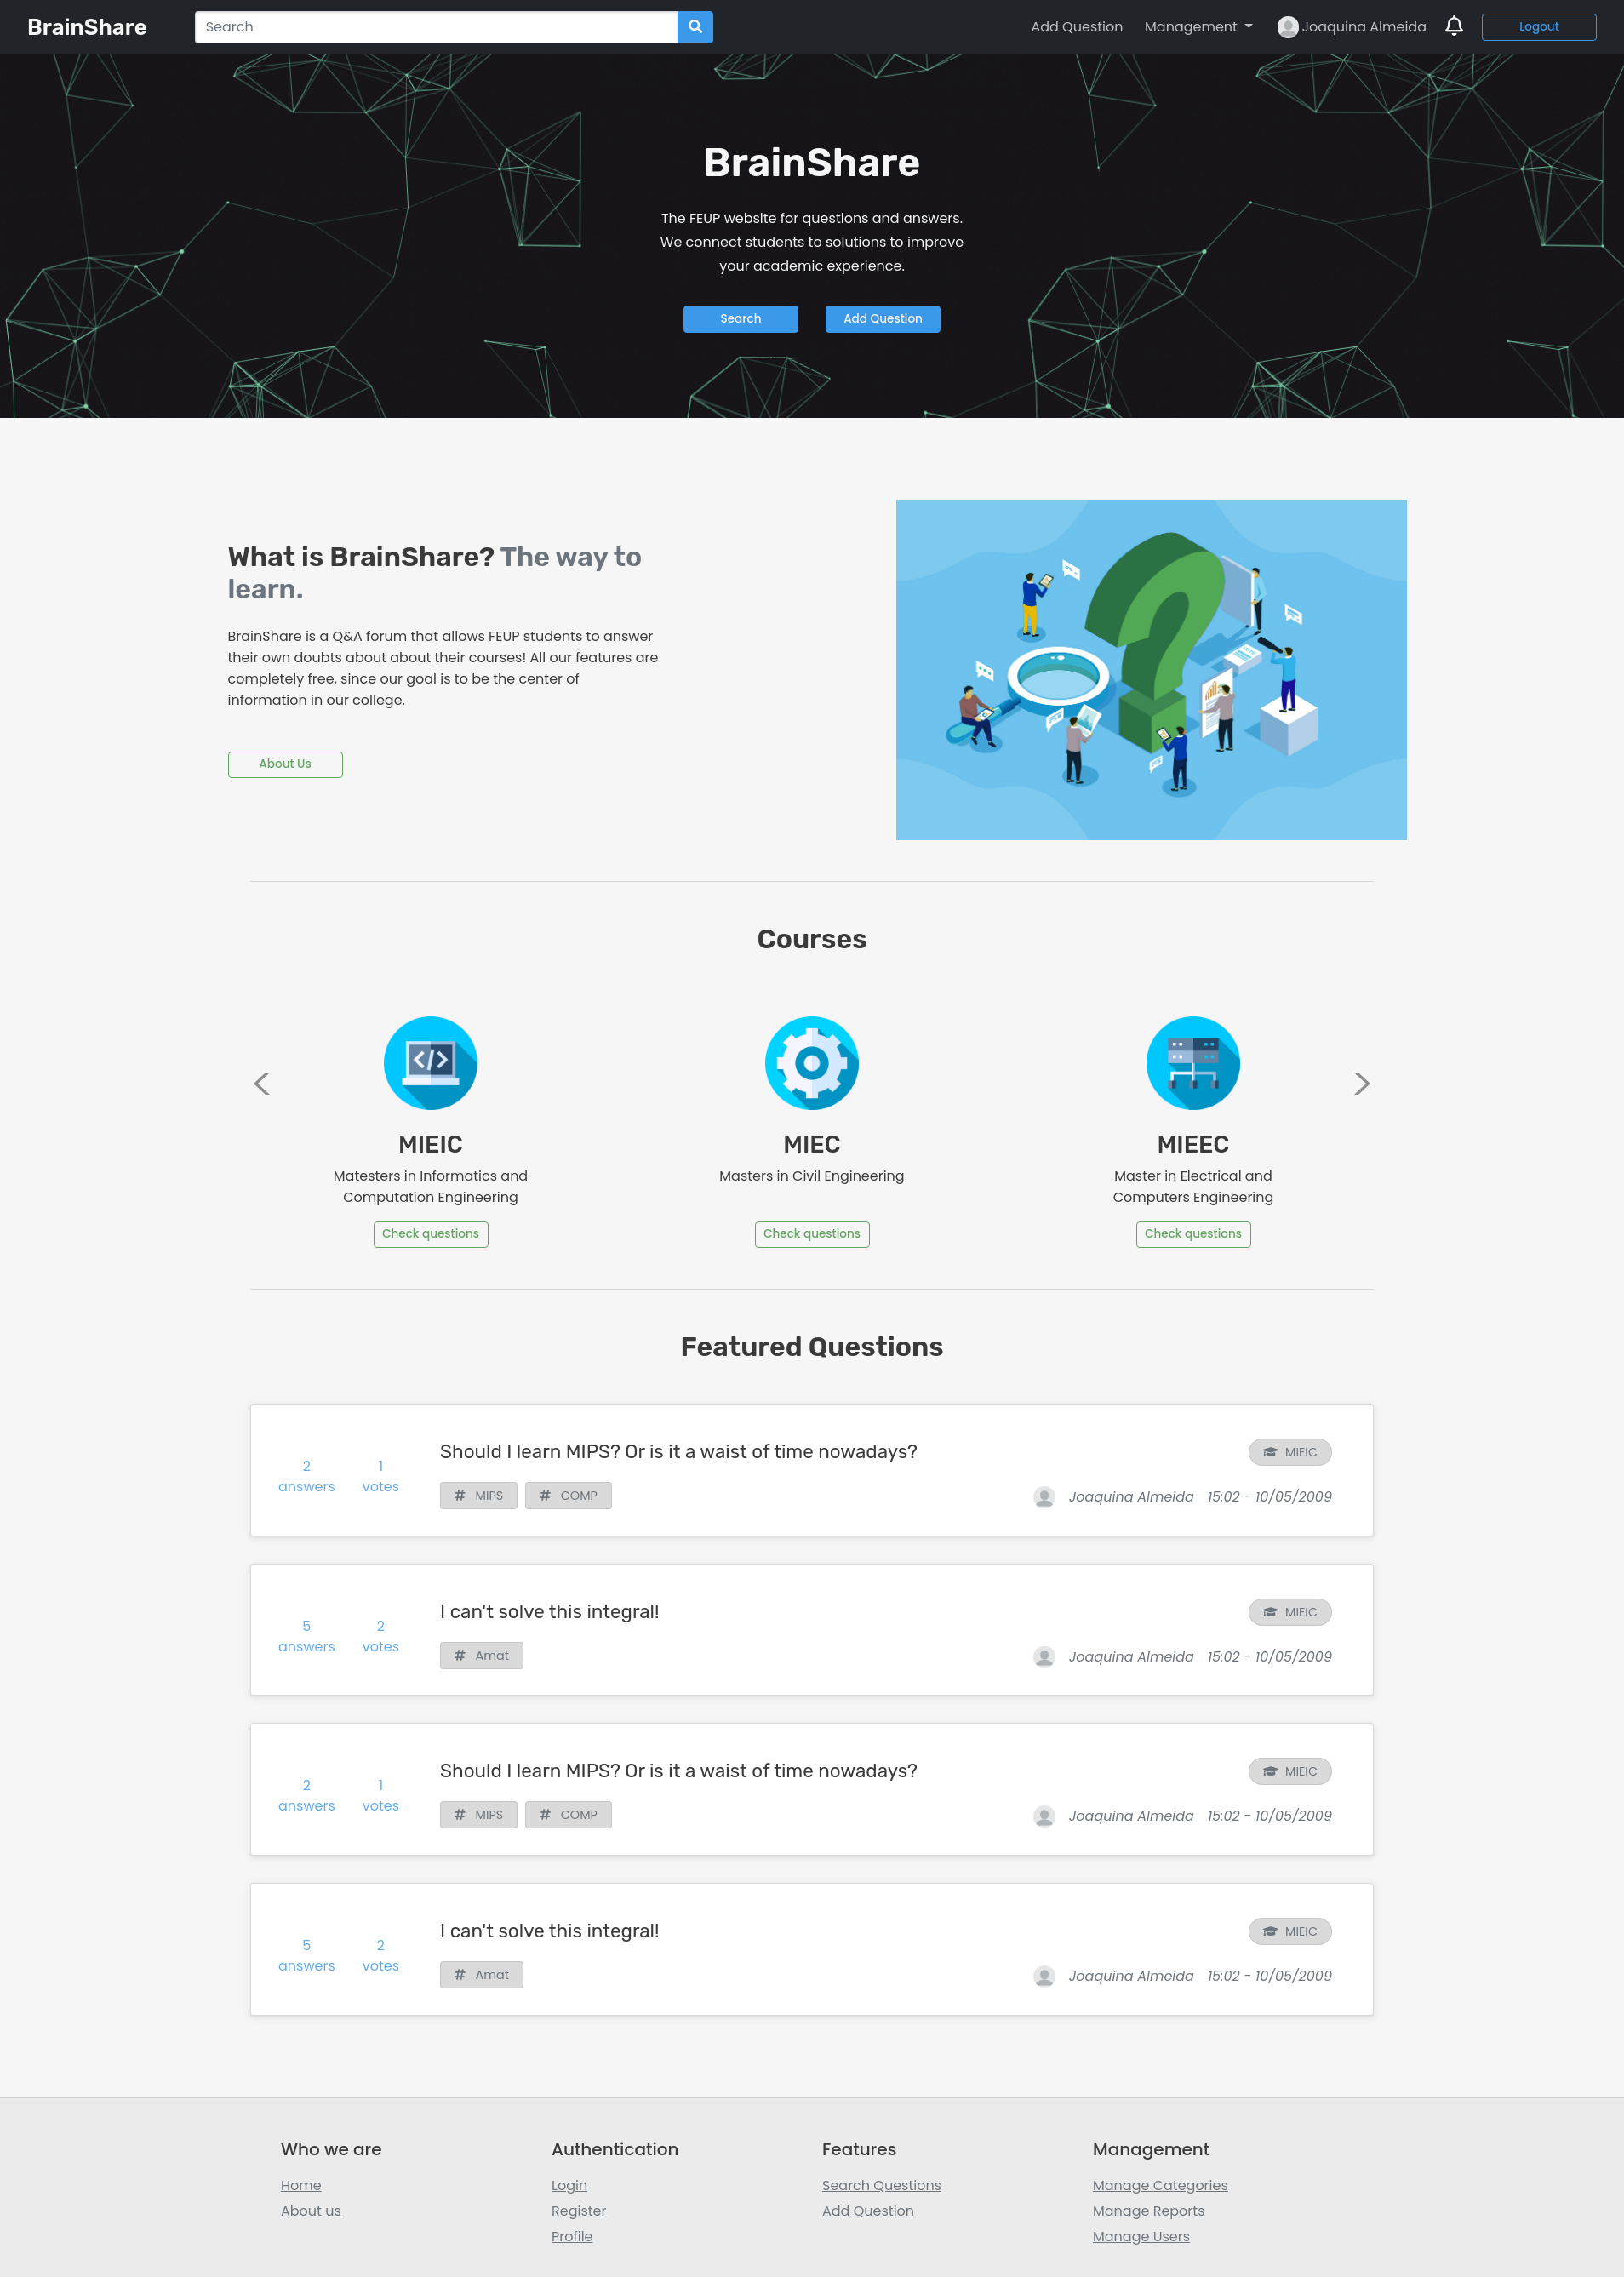 BrainShare
Search
Add Question
Management
Joaquina Almeida
Logout
BrainShare
The FEUP website for questions and answers.
We connect students to solutions to improve
your academic experience.
Search
Add Question
What is BrainShare? The way to
learn.
BrainShare is a Q&A forum that allows FEUP students to answer
their own doubts about about their courses! All our features are
completely free, since our goal is to be the center of
information in our college.
About Us
Courses
MIEIC
Matesters in Informatics and
Computation Engineering
Check questions
MIEC
Masters in Civil Engineering
Check questions
MIEEC
Master in Electrical and
Computers Engineering
Check questions
Featured Questions
2
answers
1
votes
Should I learn MIPS? Or is it a waist of time nowadays?
# MIPS
# COMP
MIEIC
Joaquina Almeida 15:02 - 10/05/2009
5
answers
2
votes
I can't solve this integral!
# Amat
MIEIC
Joaquina Almeida 15:02 - 10/05/2009
2
answers
1
votes
Should I learn MIPS? Or is it a waist of time nowadays?
# MIPS
# COMP
MIEIC
Joaquina Almeida 15:02 - 10/05/2009
5
answers
2
votes
I can't solve this integral!
# Amat
MIEIC
Joaquina Almeida 15:02 - 10/05/2009
Who we are
Home
About us
Authentication
Login
Register
Profile
Features
Search Questions
Add Question
Management
Manage Categories
Manage Reports
Manage Users